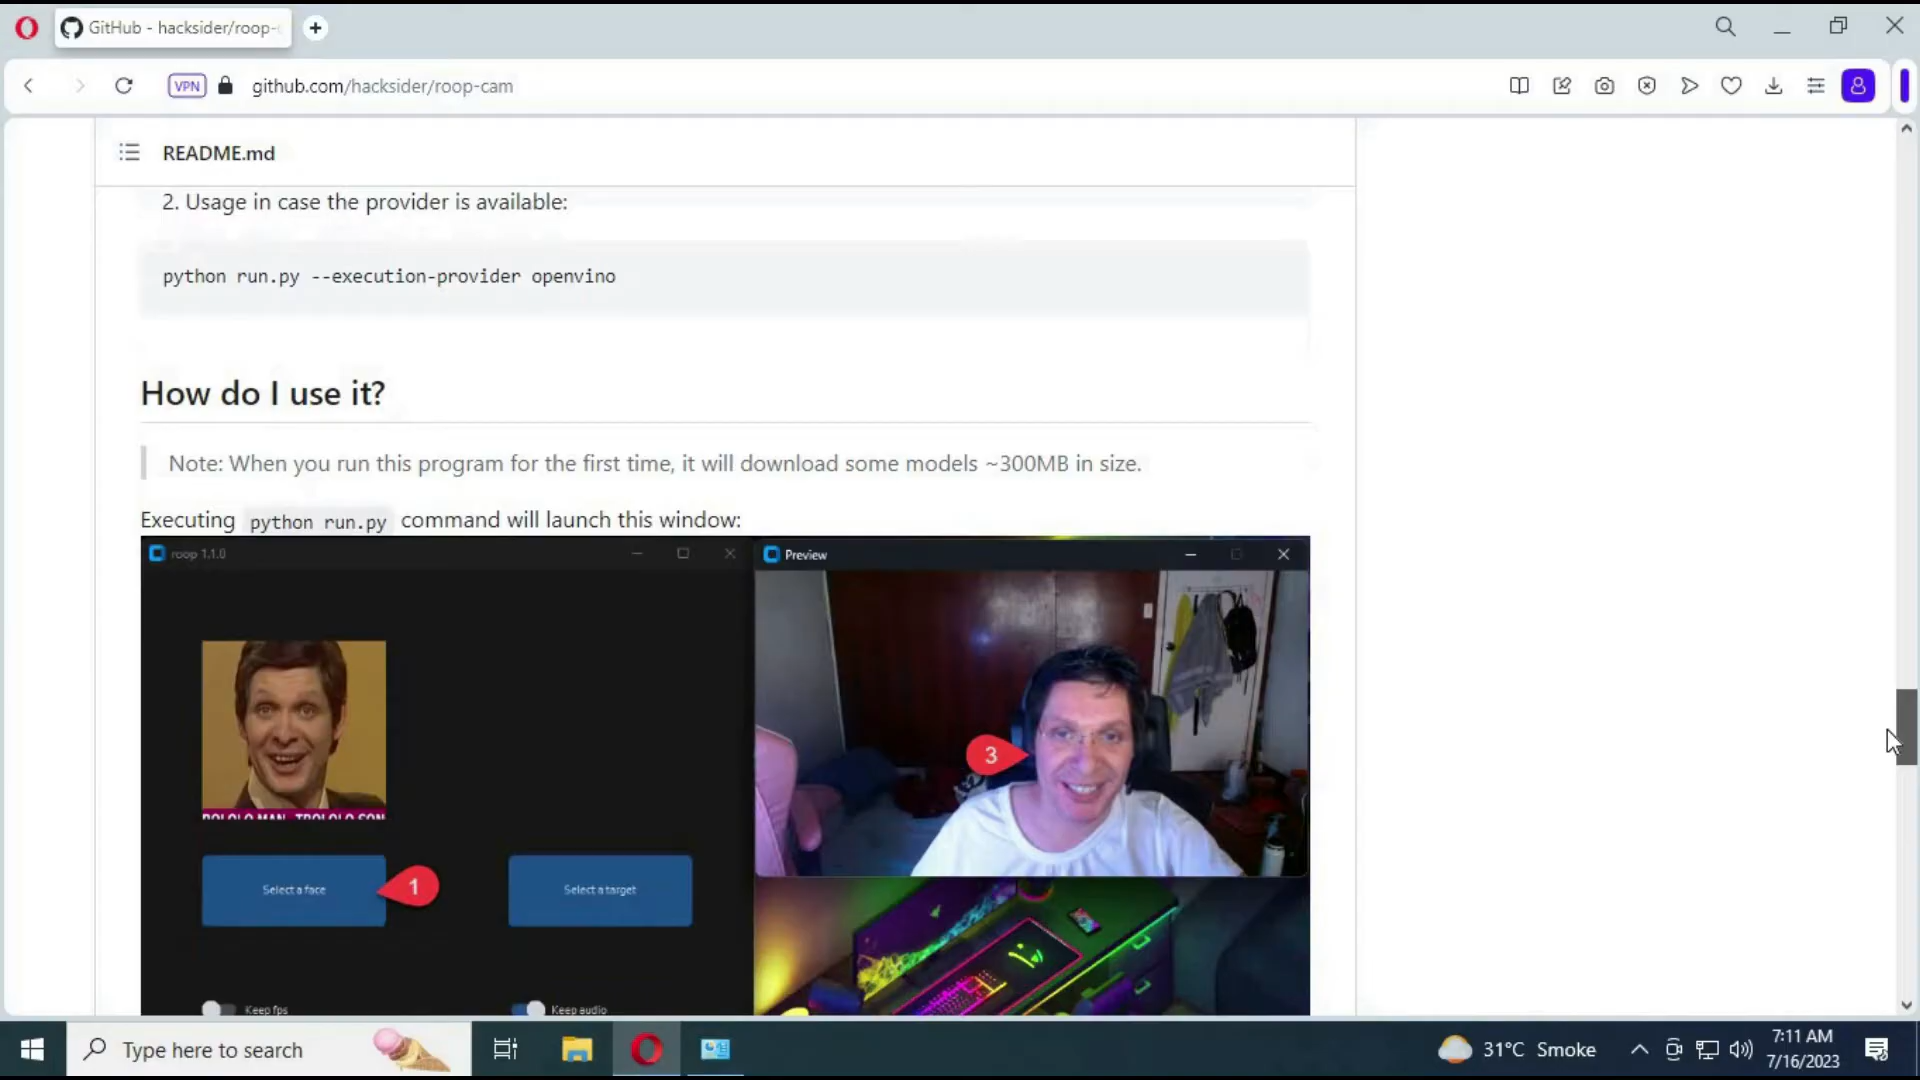 GitHub - hacksider/roop-
VPN
github.com/hacksider/roop-cam
README.md
2. Usage in case the provider is available:
python run.py --execution-provider openvino
How do I use it?
Note: When you run this program for the first time, it will download some models ~300MB in size.
Executing python run.py command will launch this window:
roop 1.1.0
Preview
3
OLOLO MAN - TROLOLO SON
Select a face
1
Select a target
Keep fps
Keep audio
Type here to search
31°C Smoke
7:11 AM
7/16/2023